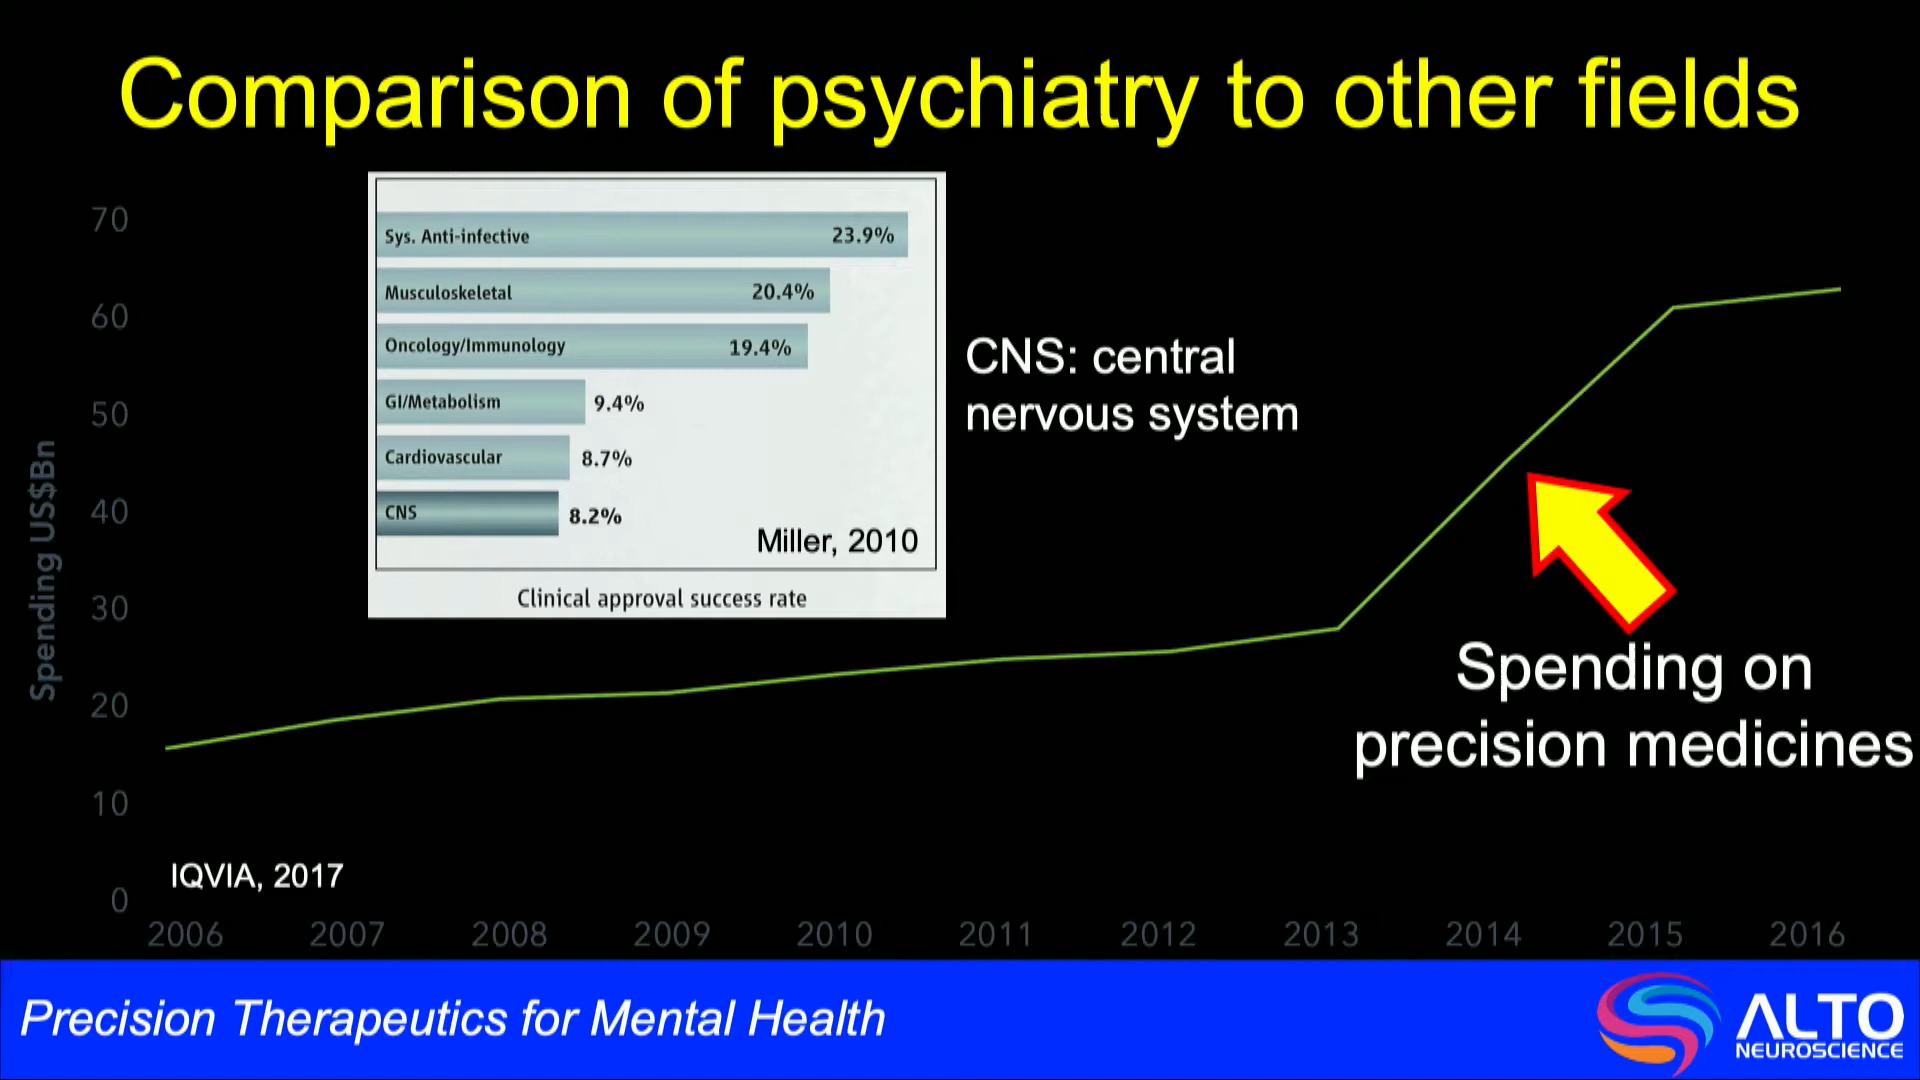 Comparison of psychiatry to other fields
Sys. Anti-infective 23.9%
Musculoskeletal 20.4%
Oncology/Immunology 19.4%
GI/Metabolism 9.4%
Cardiovascular 8.7%
CNS 8.2%
Miller, 2010
Clinical approval success rate
CNS: central
nervous system
Spending on
precision medicines
Spending US$Bn
70
60
50
40
30
20
10
0
IQVIA, 2017
2006 2007 2008 2009 2010 2011 2012 2013 2014 2015 2016
Precision Therapeutics for Mental Health
ALTO
NEUROSCIENCE